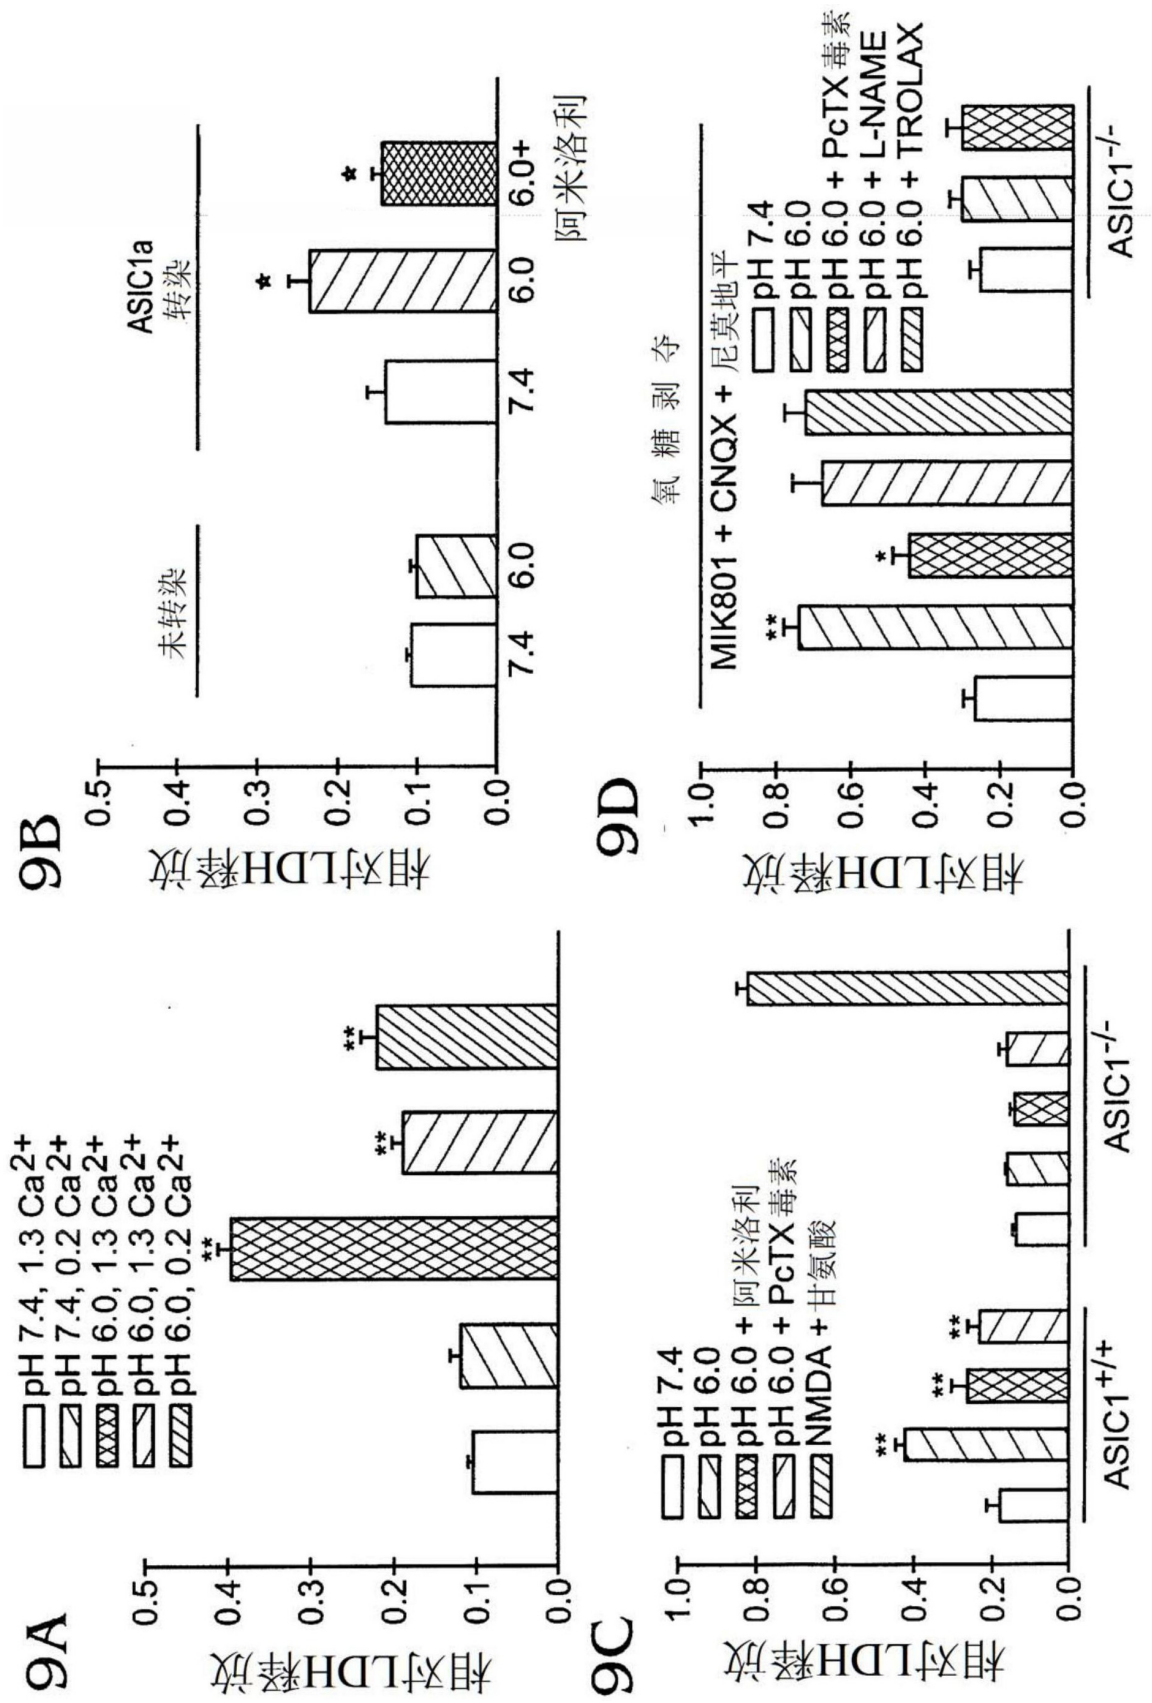 9A
相对LDH释放
0.5
0.4
0.3
0.2
0.1
0.0
pH 7.4, 1.3 Ca2+
pH 7.4, 0.2 Ca2+
pH 6.0, 1.3 Ca2+
pH 6.0, 1.3 Ca2+
pH 6.0, 0.2 Ca2+
**
**
**
9B
相对LDH释放
0.5
0.4
0.3
0.2
0.1
0.0
未转染
ASIC1a
转染
7.4
6.0
7.4
6.0
6.0+
阿米洛利
9C
相对LDH释放
1.0
0.8
0.6
0.4
0.2
0.0
pH 7.4
pH 6.0
pH 6.0 + 阿米洛利
pH 6.0 + PcTX 毒素
NMDA + 甘氨酸
**
**
**
ASIC1+/+
ASIC1-/-
9D
相对LDH释放
1.0
0.8
0.6
0.4
0.2
0.0
氧 糖 剥 夺
MIK801 + CNQX + 尼莫地平
pH 7.4
pH 6.0
pH 6.0 + PcTX 毒素
pH 6.0 + L-NAME
pH 6.0 + TROLAX
**
*
ASIC1-/-